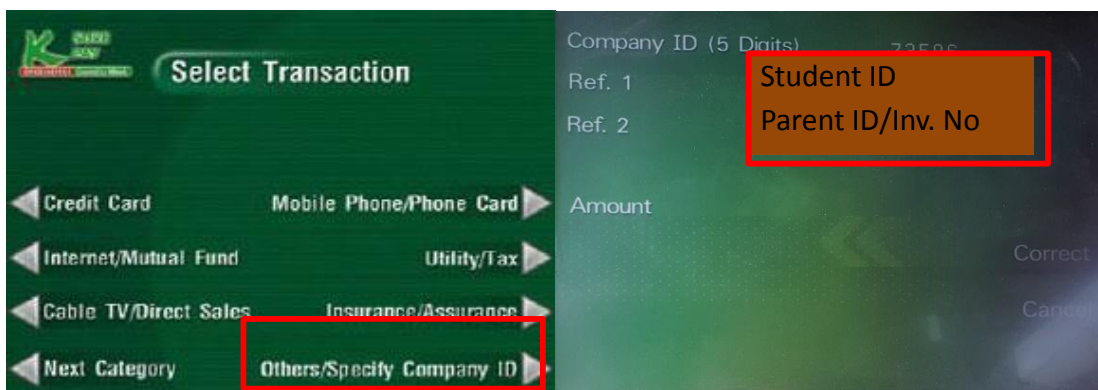 Select Transaction
Credit Card
Mobile Phone/Phone Card
Internet/Mutual Fund
Utility/Tax
Cable TV/Direct Sales
Insurance/Assurance
Next Category
Others/Specify Company ID
Company ID (5 Digits)
Ref. 1 Student ID
Ref. 2 Parent ID/Inv. No
Amount
Correct
Cancel